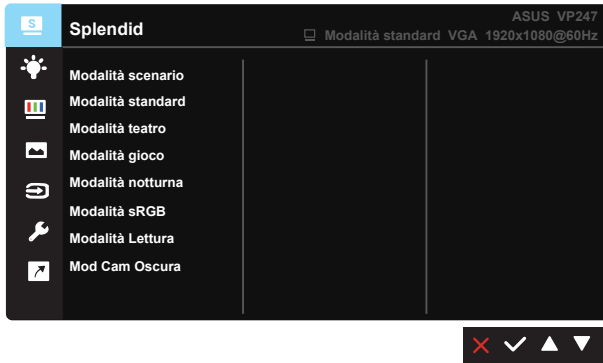 S
Splendid
ASUS VP247
Modalità standard VGA 1920x1080@60Hz
Modalità scenario
Modalità standard
Modalità teatro
Modalità gioco
Modalità notturna
Modalità sRGB
Modalità Lettura
Mod Cam Oscura